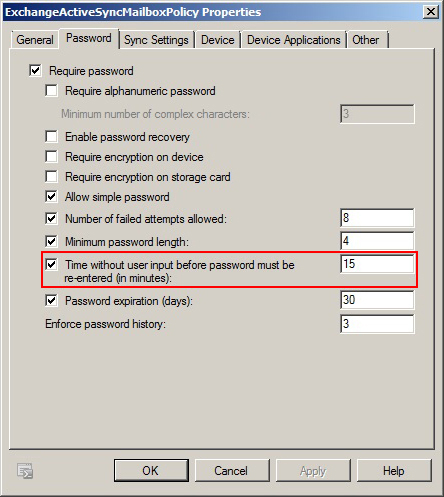 ExchangeActiveSyncMailboxPolicy Properties
General Password Sync Settings Device Device Applications Other
Require password
Require alphanumeric password
Minimum number of complex characters: 3
Enable password recovery
Require encryption on device
Require encryption on storage card
Allow simple password
Number of failed attempts allowed: 8
Minimum password length: 4
Time without user input before password must be 15
re-entered (in minutes):
Password expiration (days): 30
Enforce password history: 3
OK Cancel Apply Help